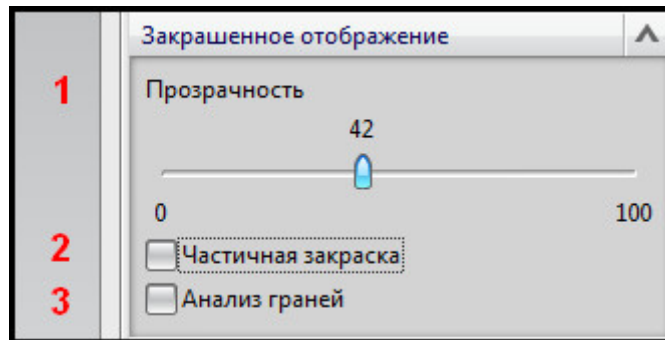 Закрашенное отображение
1 Прозрачность
42
0 100
2 Частичная закраска
3 Анализ граней